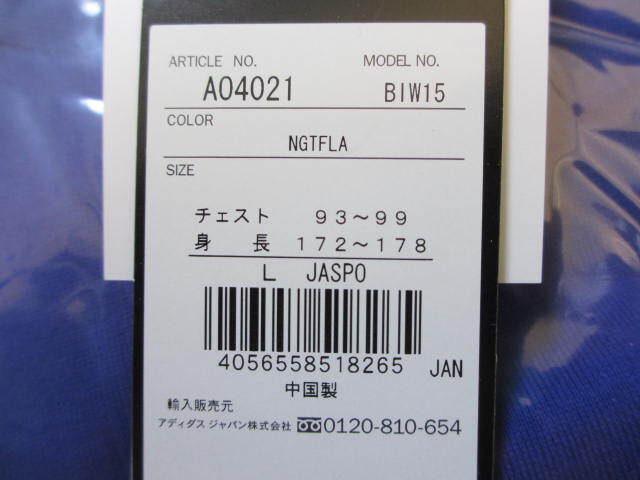 ARTICLE NO. MODEL NO.
A04021 BIW15
COLOR
NGTFLA
SIZE
チェスト 93～99
身長 172～178
L JASPO
4056558518265 JAN
中国製
輸入販売元
アディダス ジャパン株式会社 0120-810-654